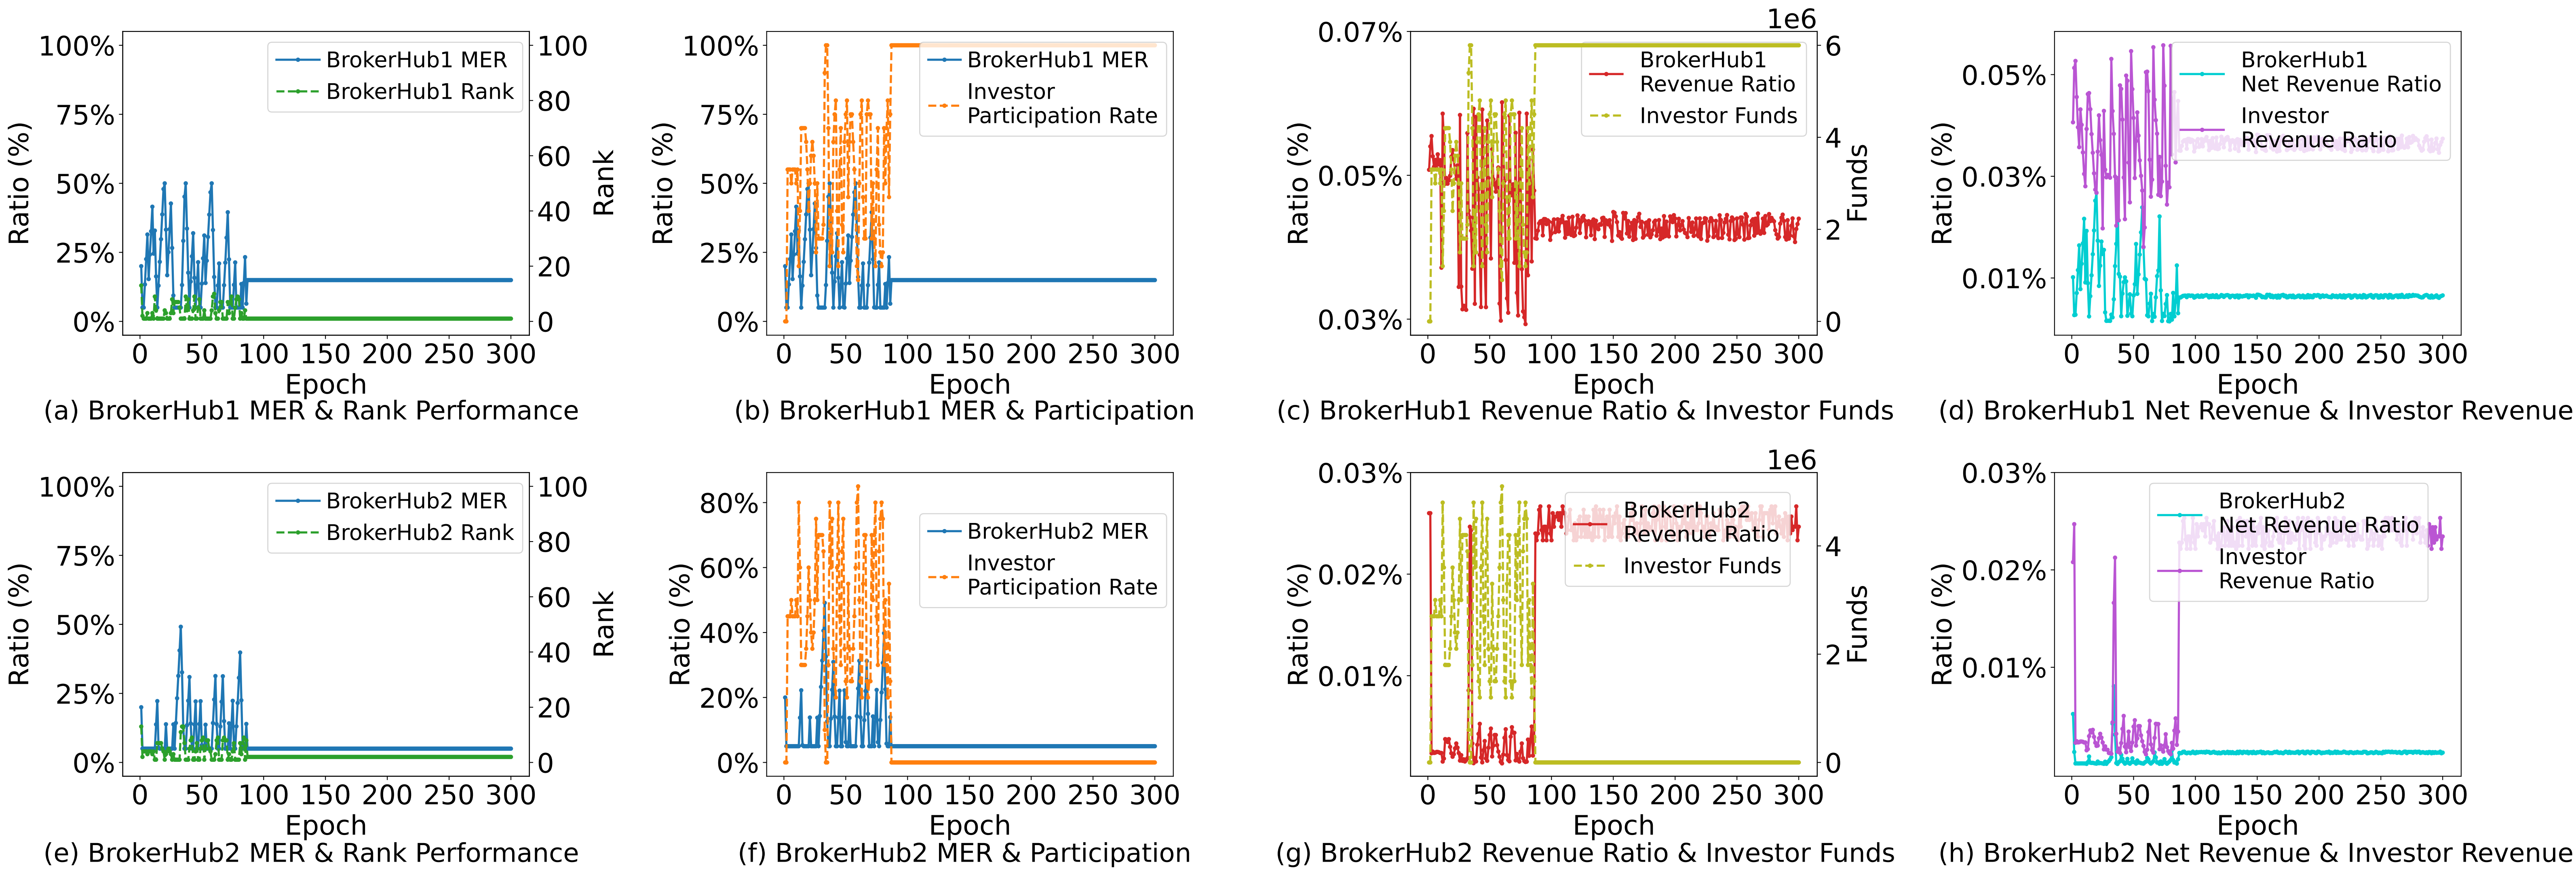 100%
75%
50%
25%
0%
Ratio (%)
100
80
60
40
20
0
Rank
BrokerHub1 MER
BrokerHub1 Rank
0 50 100 150 200 250 300
Epoch
(a) BrokerHub1 MER & Rank Performance
100%
75%
50%
25%
0%
Ratio (%)
BrokerHub1 MER
Investor
Participation Rate
0 50 100 150 200 250 300
Epoch
(b) BrokerHub1 MER & Participation
0.07%
0.05%
0.03%
Ratio (%)
1e6
6
4
2
0
Funds
BrokerHub1
Revenue Ratio
Investor Funds
0 50 100 150 200 250 300
Epoch
(c) BrokerHub1 Revenue Ratio & Investor Funds
0.05%
0.03%
0.01%
Ratio (%)
BrokerHub1
Net Revenue Ratio
Investor
Revenue Ratio
0 50 100 150 200 250 300
Epoch
(d) BrokerHub1 Net Revenue & Investor Revenue
100%
75%
50%
25%
0%
Ratio (%)
100
80
60
40
20
0
Rank
BrokerHub2 MER
BrokerHub2 Rank
0 50 100 150 200 250 300
Epoch
(e) BrokerHub2 MER & Rank Performance
80%
60%
40%
20%
0%
Ratio (%)
BrokerHub2 MER
Investor
Participation Rate
0 50 100 150 200 250 300
Epoch
(f) BrokerHub2 MER & Participation
0.03%
0.02%
0.01%
Ratio (%)
1e6
4
2
0
Funds
BrokerHub2
Revenue Ratio
Investor Funds
0 50 100 150 200 250 300
Epoch
(g) BrokerHub2 Revenue Ratio & Investor Funds
0.03%
0.02%
0.01%
Ratio (%)
BrokerHub2
Net Revenue Ratio
Investor
Revenue Ratio
0 50 100 150 200 250 300
Epoch
(h) BrokerHub2 Net Revenue & Investor Revenue